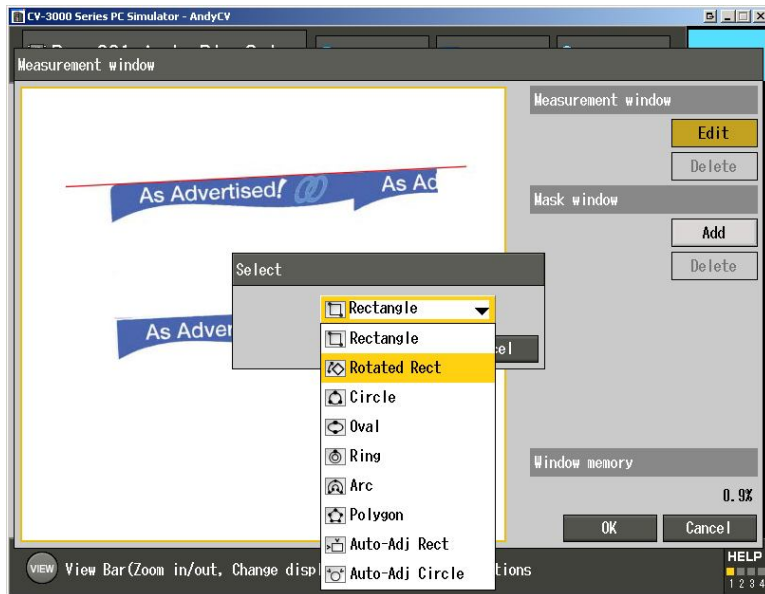 CV-3000 Series PC Simulator - AndyCV
Measurement window
Measurement window
Edit
Delete
Mask window
Add
Delete
As Advertised!
As Ad
Select
Rectangle
Rectangle
Rotated Rect
Circle
Oval
Ring
Arc
Polygon
Auto-Adj Rect
Auto-Adj Circle
cel
As Adver
Window memory
0.9%
OK
Cancel
VIEW
View Bar(Zoom in/out, Change disp
tions
HELP
1 2 3 4